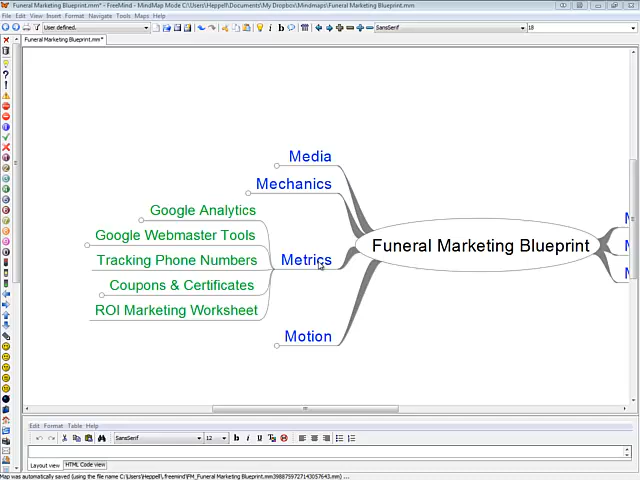 Funeral Marketing Blueprint.mm* - FreeMind - MindMap Mode C:\Users\Heppell\Documents\My Dropbox\Mindmaps\Funeral Marketing Blueprint.mm
File Edit View Insert Format Navigate Tools Maps Help
User defined.
SansSerif
18
Funeral Marketing Blueprint.mm*
Media
Mechanics
Google Analytics
Google Webmaster Tools
Tracking Phone Numbers
Coupons & Certificates
ROI Marketing Worksheet
Metrics
Funeral Marketing Blueprint
M
M
M
Motion
Edit Format Table Help
SansSerif
12
b i U
Layout view HTML Code view
Map was automatically saved (using the file name C:\Users\Heppell\.freemind\FM_Funeral Marketing Blueprint.mm3988759727143057643.mm) ...